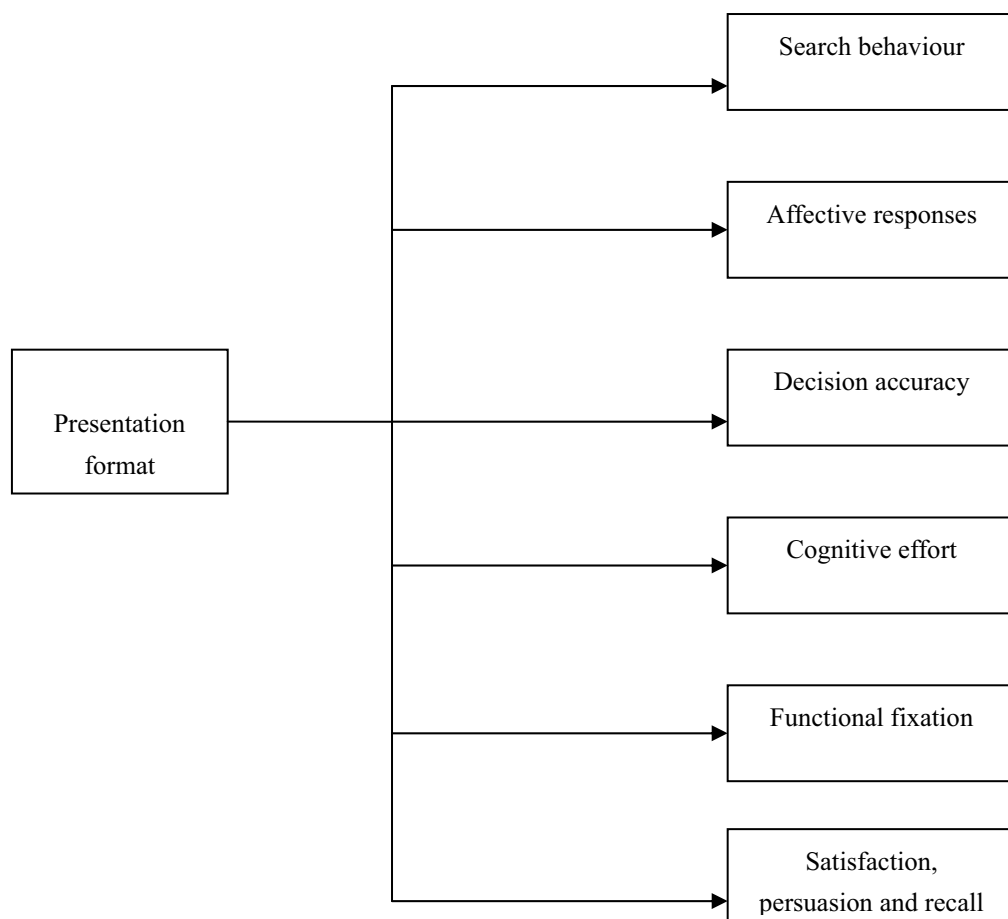 Search behaviour
Affective responses
Decision accuracy
Presentation
format
Cognitive effort
Functional fixation
Satisfaction,
persuasion and recall